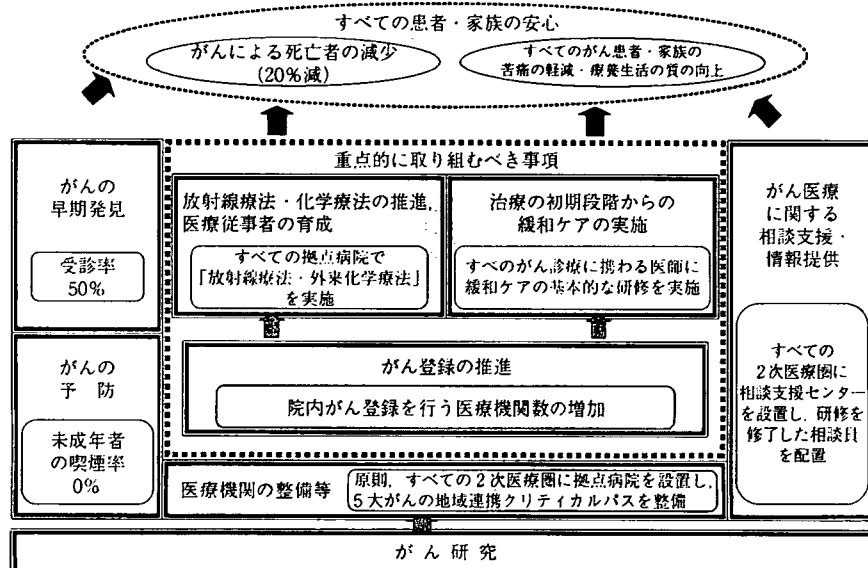 すべての患者・家族の安心
がんによる死亡者の減少
(20%減)
すべてのがん患者・家族の
苦痛の軽減・療養生活の質の向上
重点的に取り組むべき事項
がんの
早期発見
受診率
50%
放射線療法・化学療法の推進,
医療従事者の育成
すべての拠点病院で
「放射線療法・外来化学療法」
を実施
治療の初期段階からの
緩和ケアの実施
すべのがん診療に携わる医師に
緩和ケアの基本的な研修を実施
がん医療
に関する
相談支援・
情報提供
すべての
2次医療圏に
相談支援センター
を設置し, 研修を
修了した相談員
を配置
がんの
予 防
未成年者
の喫煙率
0%
がん登録の推進
院内がん登録を行う医療機関数の増加
医療機関の整備等
原則, すべての2次医療圏に拠点病院を設置し,
5大がんの地域連携クリティカルパスを整備
が ん 研 究